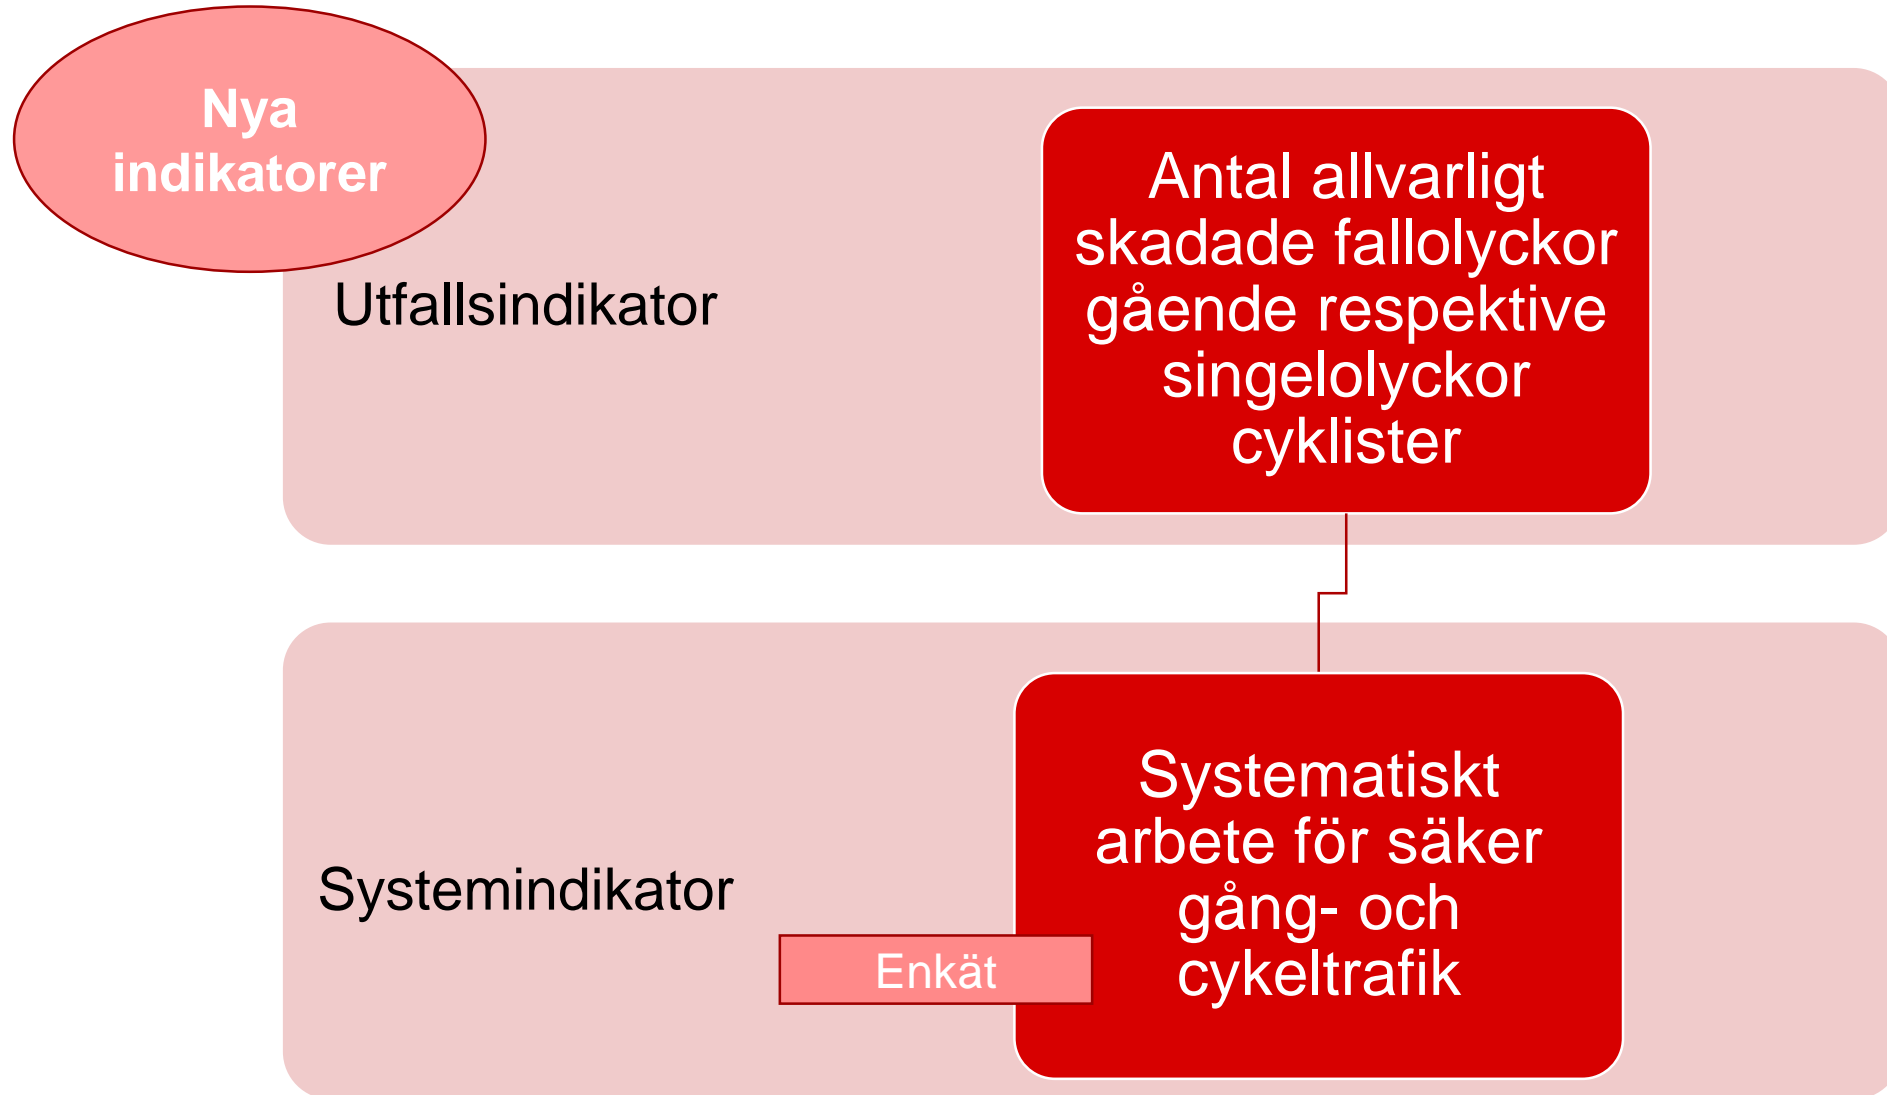 Nya
indikatorer
Utfallsindikator
Antal allvarligt
skadade fallolyckor
gående respektive
singelolyckor
cyklister
Systemindikator
Enkät
Systematiskt
arbete för säker
gång- och
cykeltrafik